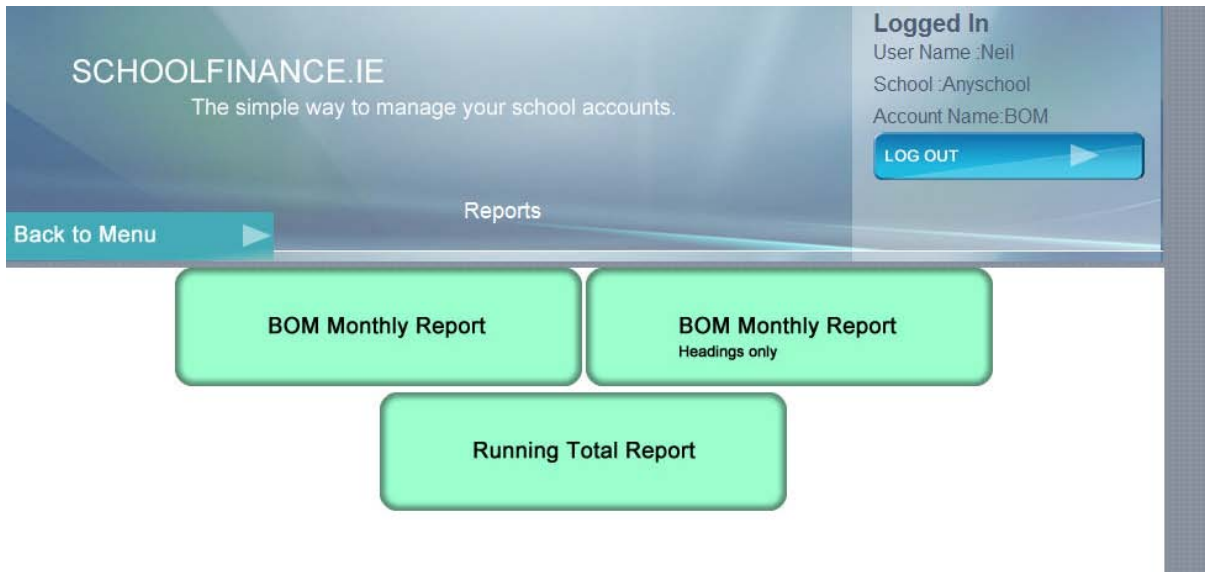 SCHOOLFINANCE.IE
The simple way to manage your school accounts.
Logged In
User Name :Neil
School :Anyschool
Account Name:BOM
LOG OUT
Reports
Back to Menu
BOM Monthly Report
BOM Monthly Report
Headings only
Running Total Report